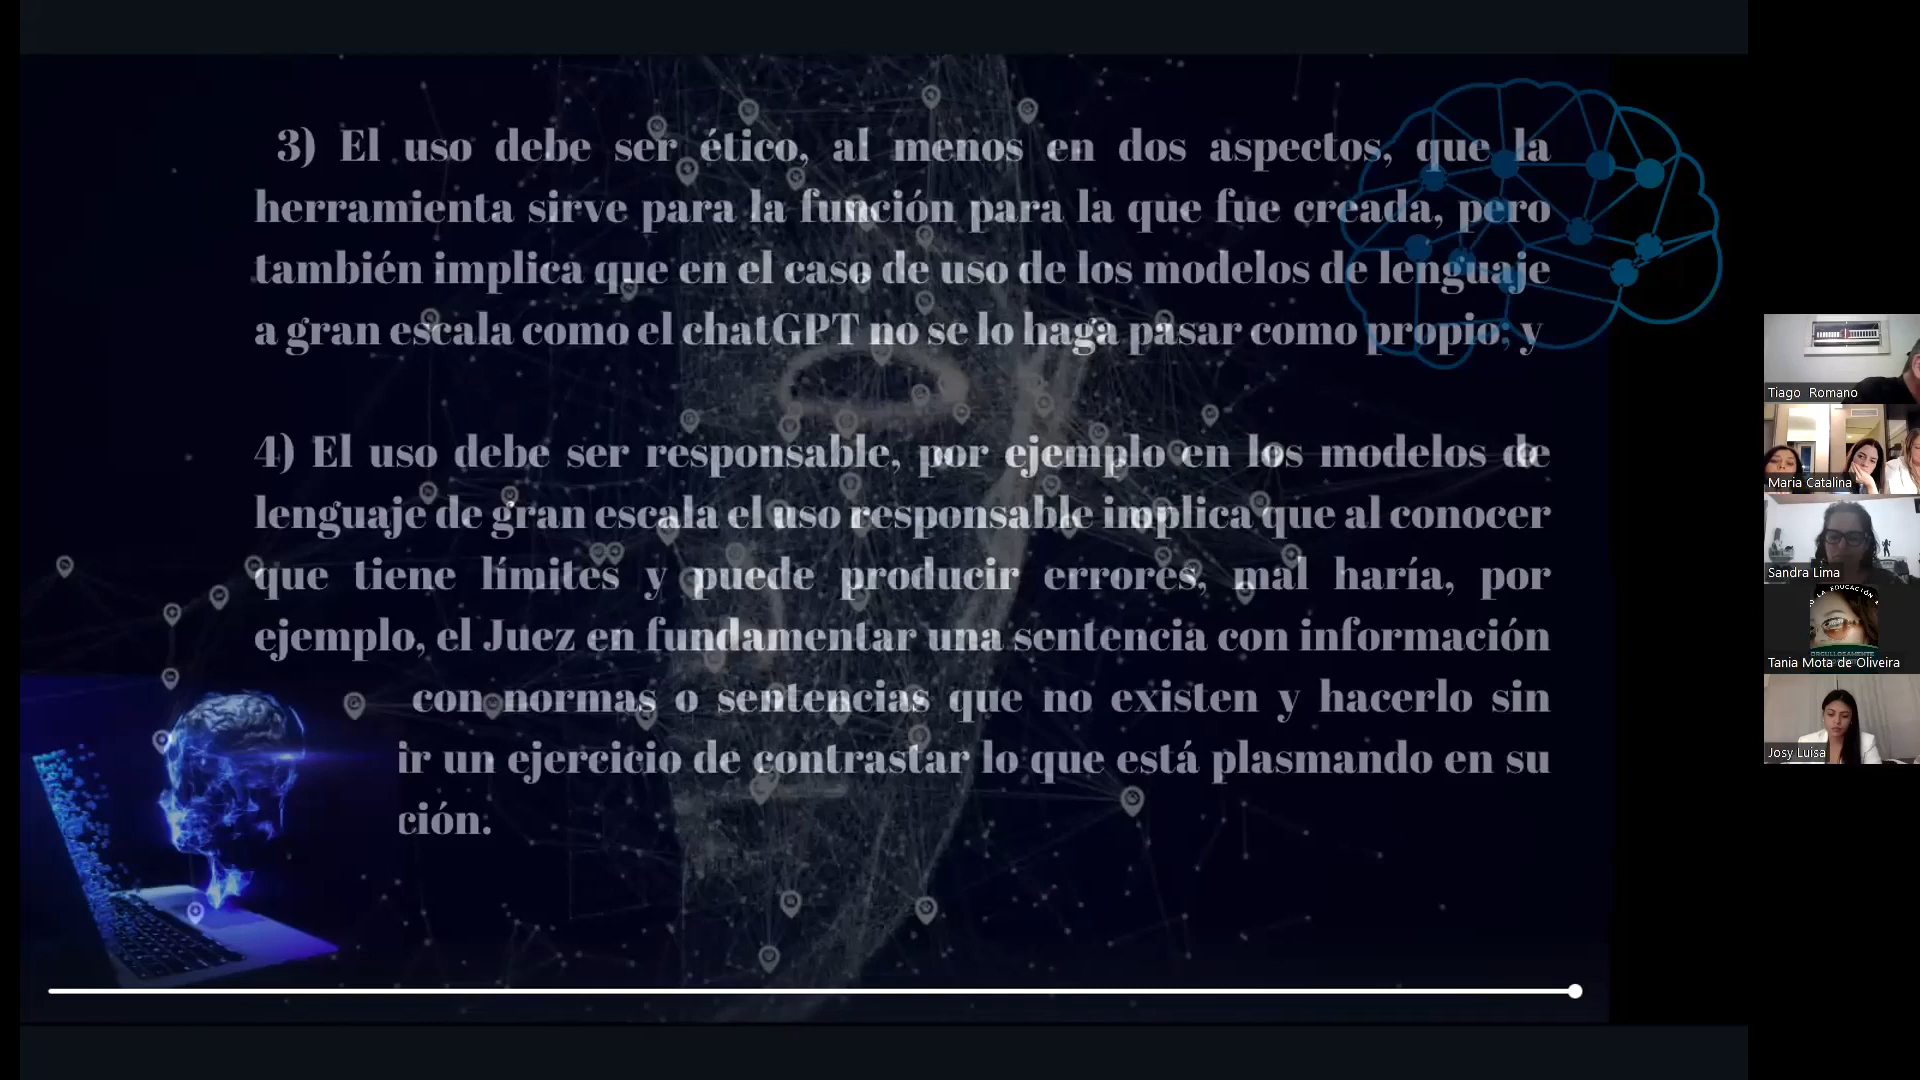 3) El uso debe ser ético, al menos en dos aspectos, que la
herramienta sirve para la función para la que fue creada, pero
también implica que en el caso de uso de los modelos de lenguaje
a gran escala como el chatGPT no se lo haga pasar como propio; y
4) El uso debe ser responsable, por ejemplo en los modelos de
lenguaje de gran escala el uso responsable implica que al conocer
que tiene límites y puede producir errores, mal haría, por
ejemplo, el Juez en fundamentar una sentencia con información
con normas o sentencias que no existen y hacerlo sin
ir un ejercicio de contrastar lo que está plasmando en su
ción.
Tiago Romano
Maria Catalina
Sandra Lima
O LA EDUCACIÓN
ORGULLOSAMENTE
Tania Mota de Oliveira
Josy Luisa